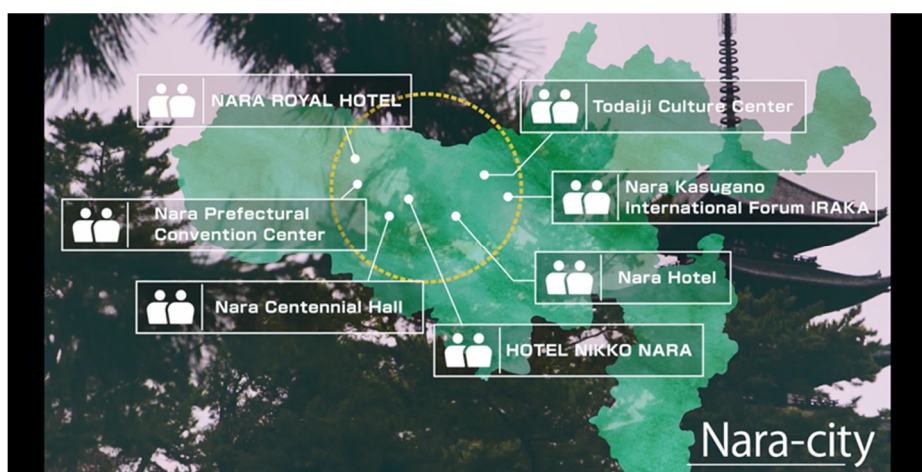 NARA ROYAL HOTEL
Todaiji Culture Center
Nara Prefectural
Convention Center
Nara Kasugano
International Forum IRAKA
Nara Centennial Hall
Nara Hotel
HOTEL NIKKO NARA
Nara-city